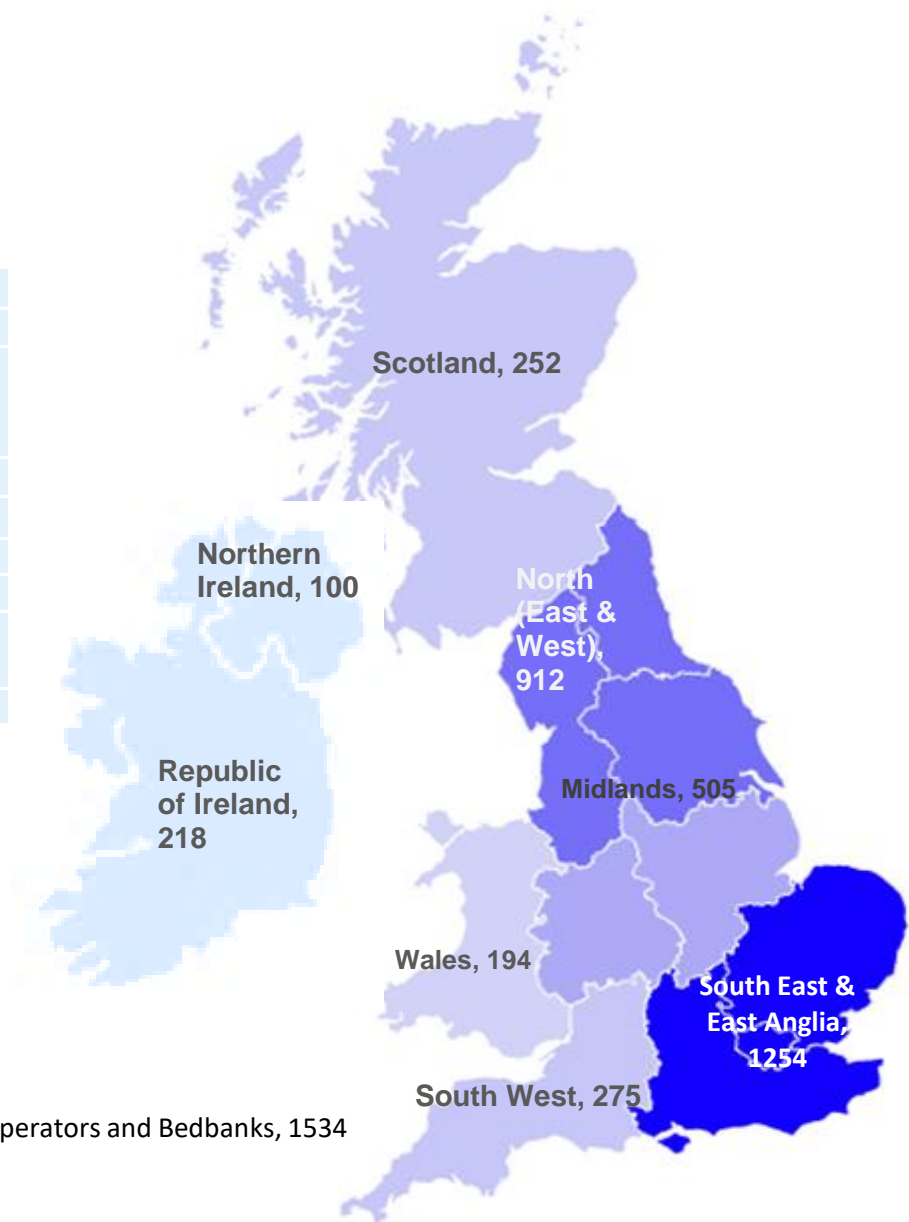 Scotland, 252
Northern
Ireland, 100
North
(East &
West),
912
Republic
of Ireland,
218
Midlands, 505
Wales, 194
South East &
East Anglia,
1254
South West, 275
perators and Bedbanks, 1534